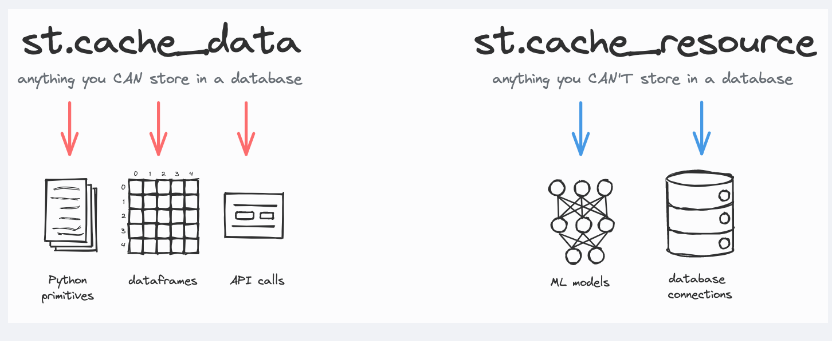 st.cache_data
anything you CAN store in a database
0 1 2 3 4
0
1
2
3
4
Python
primitives
dataframes
API calls
st.cache_resource
anything you CAN'T store in a database
ML models
database
connections